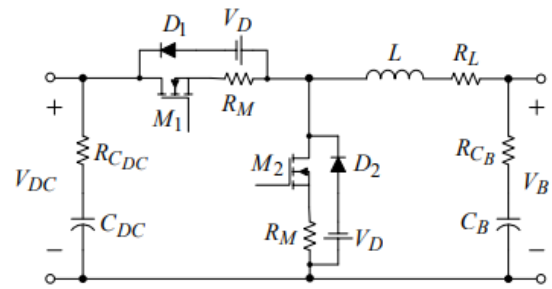 D1 VD
L RL
+ M1 RM +
RCDC M2 D2 RCB
VDC VB
CDC RM VD CB
− −